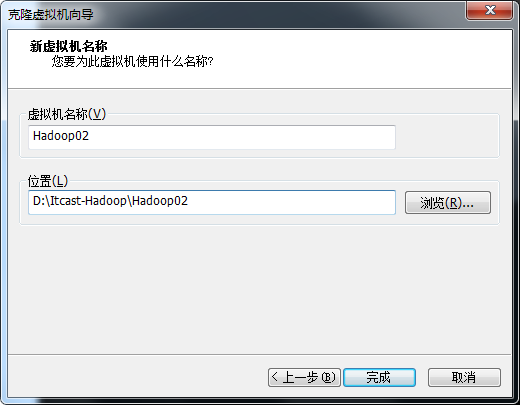 克隆虚拟机向导
新虚拟机名称
您要为此虚拟机使用什么名称?
虚拟机名称(V)
Hadoop02
位置(L)
D:\Itcast-Hadoop\Hadoop02
浏览(R)...
< 上一步(B)
完成
取消